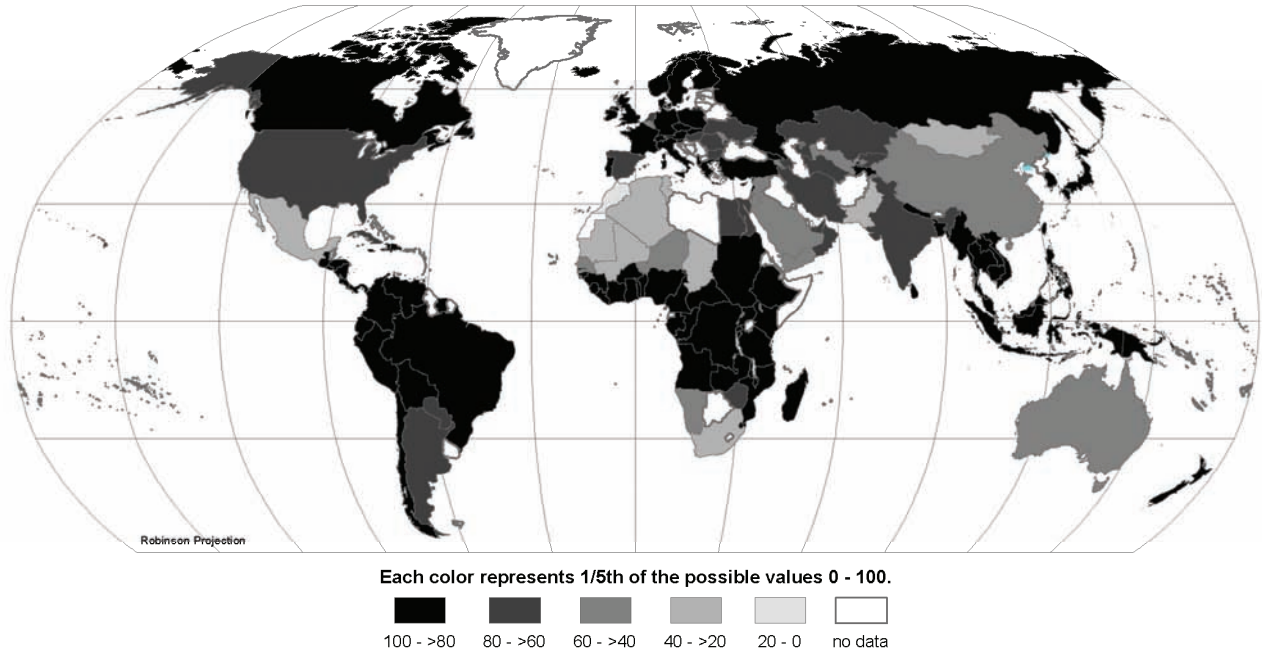 Robinson Projection
Each color represents 1/5th of the possible values 0 - 100.
100 - >80 80 - >60 60 - >40 40 - >20 20 - 0 no data